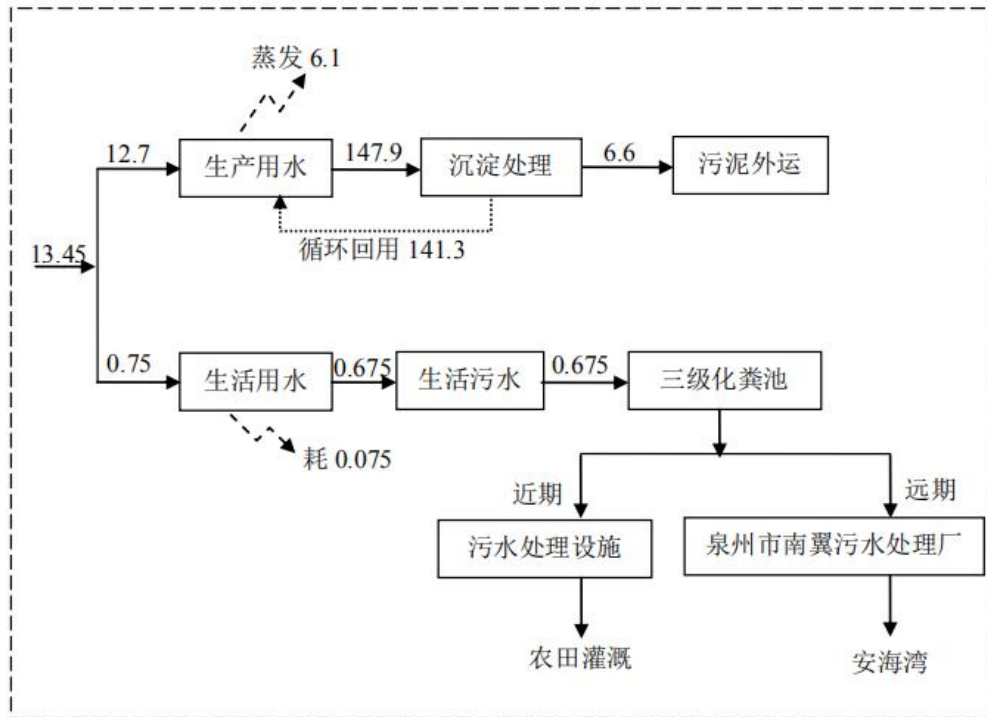 蒸发 6.1
12.7
生产用水
147.9
沉淀处理
6.6
污泥外运
循环回用 141.3
13.45
0.75
生活用水
0.675
生活污水
0.675
三级化粪池
耗 0.075
近期
远期
污水处理设施
泉州市南翼污水处理厂
农田灌溉
安海湾